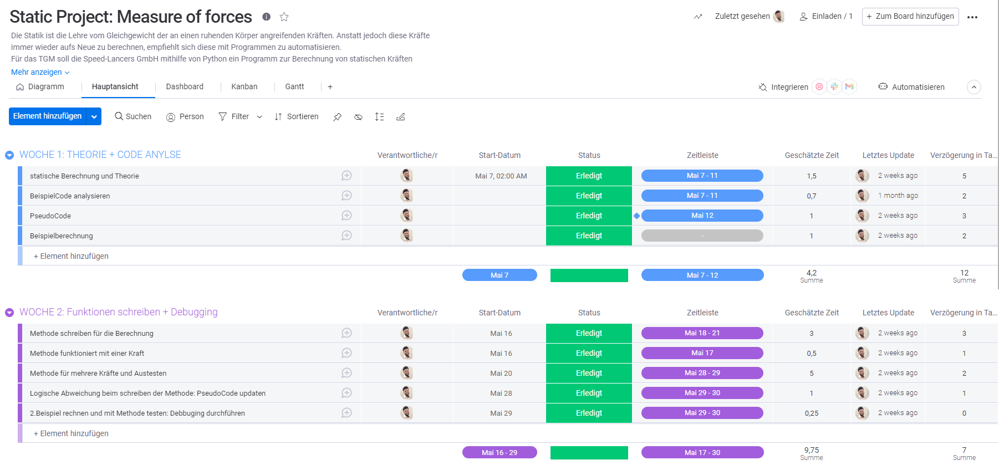 Static Project: Measure of forces
Zuletzt gesehen
Einladen / 1
+ Zum Board hinzufügen
Die Statik ist die Lehre vom Gleichgewicht der an einen ruhenden Körper angreifenden Kräften. Anstatt jedoch diese Kräfte
immer wieder aufs Neue zu berechnen, empfiehlt sich diese mit Programmen zu automatisieren.
Für das TGM soll die Speed-Lancers GmbH mithilfe von Python ein Programm zur Berechnung von statischen Kräften
Mehr anzeigen
Diagramm Hauptansicht Dashboard Kanban Gantt +
Integrieren Automatisieren
Element hinzufügen Suchen Person Filter Sortieren
WOCHE 1: THEORIE + CODE ANYLSE Verantwortliche/r Start-Datum Status Zeitleiste Geschätzte Zeit Letztes Update Verzögerung in Ta...
statische Berechnung und Theorie Mai 7, 02:00 AM Erledigt Mai 7 - 11 1,5 2 weeks ago 5
BeispielCode analysieren Erledigt Mai 7 - 11 0,7 1 month ago 2
PseudoCode Erledigt Mai 12 1 2 weeks ago 3
Beispielberechnung Erledigt - 1 2 weeks ago 2
+ Element hinzufügen
Mai 7 Mai 7 - 12 4,2 12
Summe Summe
WOCHE 2: Funktionen schreiben + Debugging Verantwortliche/r Start-Datum Status Zeitleiste Geschätzte Zeit Letztes Update Verzögerung in Ta...
Methode schreiben für die Berechnung Mai 16 Erledigt Mai 18 - 21 3 2 weeks ago 3
Methode funktioniert mit einer Kraft Mai 16 Erledigt Mai 17 0,5 2 weeks ago 1
Methode für mehrere Kräfte und Austesten Mai 20 Erledigt Mai 28 - 29 5 2 weeks ago 2
Logische Abweichung beim schreiben der Methode: PseudoCode updaten Mai 28 Erledigt Mai 29 - 30 1 2 weeks ago 1
2.Beispiel rechnen und mit Methode testen: Debbuging durchführen Mai 29 Erledigt Mai 29 - 30 0,25 2 weeks ago 0
+ Element hinzufügen
Mai 16 - 29 Mai 17 - 30 9,75 7
Summe Summe